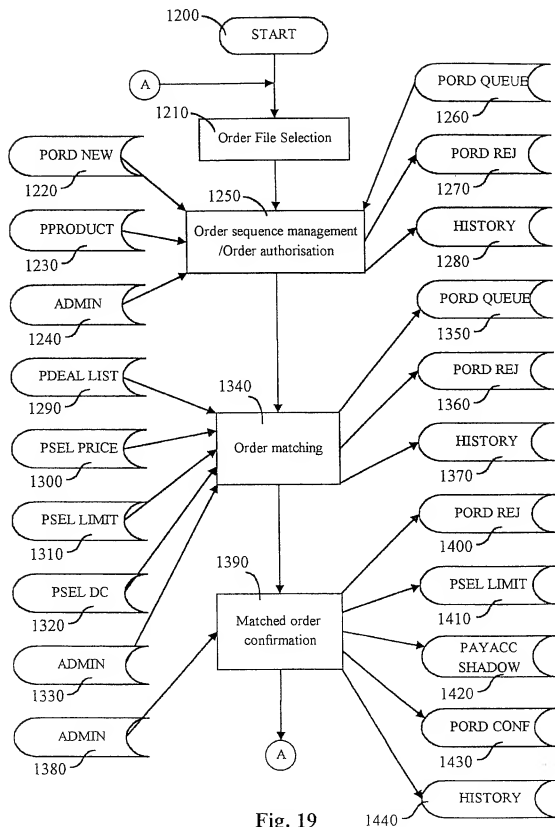 1200
START
A
PORD QUEUE
1260
1210
Order File Selection
PORD NEW
1220
PORD REJ
1270
1250
PPRODUCT
1230
Order sequence management
/Order authorisation
HISTORY
1280
ADMIN
1240
PORD QUEUE
1350
PDEAL LIST
1290
1340
PORD REJ
1360
PSEL PRICE
1300
Order matching
HISTORY
1370
PSEL LIMIT
1310
PORD REJ
1400
PSEL DC
1320
1390
PSEL LIMIT
1410
Matched order
confirmation
ADMIN
1330
PAYACC
SHADOW
1420
ADMIN
1380
PORD CONF
1430
A
HISTORY
1440
Fig. 19